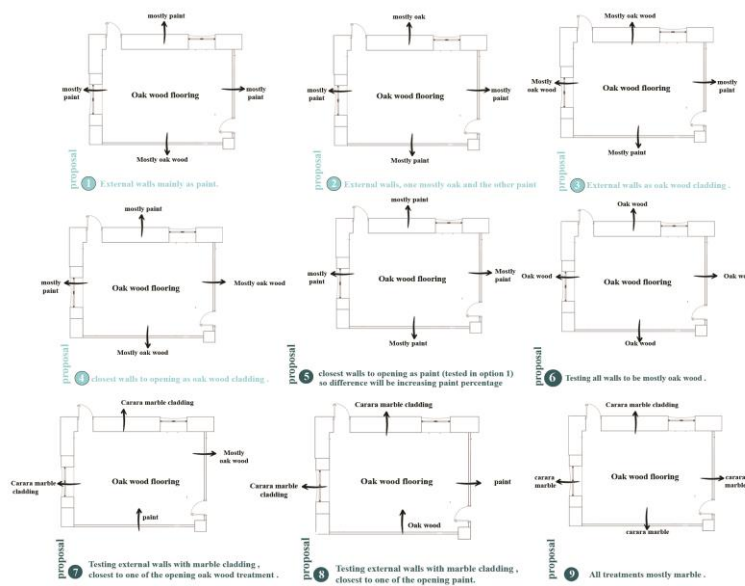 mostly paint
mostly paint
Oak wood flooring
mostly paint
Mostly oak wood
proposal
1 External walls mainly as paint.
mostly oak
mostly paint
Oak wood flooring
mostly paint
Mostly paint
proposal
2 External walls, one mostly oak and the other paint
Mostly oak wood
Mostly oak wood
Oak wood flooring
mostly paint
Mostly paint
proposal
3 External walls as oak wood cladding .
mostly paint
mostly paint
Oak wood flooring
Mostly oak wood
Mostly oak wood
proposal
4 closest walls to opening as oak wood cladding .
mostly paint
mostly paint
Oak wood flooring
Mostly paint
Mostly paint
proposal
5 closest walls to opening as paint (tested in option 1)
so difference will be increasing paint percentage
Oak wood
Oak wood
Oak wood flooring
Oak wo
Oak wood
proposal
6 Testing all walls to be mostly oak wood .
Carara marble cladding
Carara marble
cladding
Oak wood flooring
Mostly
oak wood
paint
proposal
7 Testing external walls with marble cladding ,
closest to one of the opening oak wood treatment .
Carara marble cladding
Carara marble
cladding
Oak wood flooring
paint
Oak wood
proposal
8 Testing external walls with marble cladding ,
closest to one of the opening paint.
Carara marble cladding
carara
marble
Oak wood flooring
carara
marble
carara marble
proposal
9 All treatments mostly marble .